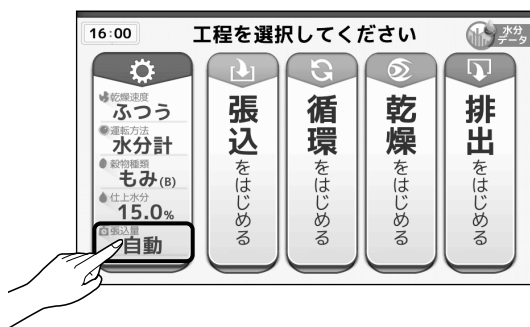 16:00
工程を選択してください
水分
データ
乾燥速度
ふつう
運転方法
水分計
穀物種類
もみ(B)
仕上水分
15.0%
張込量
自動
張込をはじめる
循環をはじめる
乾燥をはじめる
排出をはじめる